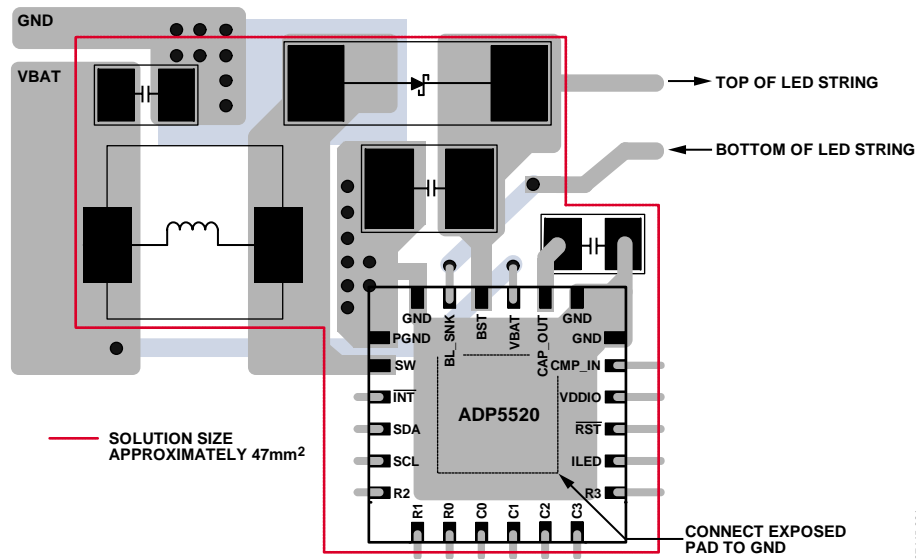 GND
VBAT
TOP OF LED STRING
BOTTOM OF LED STRING
GND
BL_SNK
BST
VBAT
CAP_OUT
GND
PGND
GND
SW
CMP_IN
INT
VDDIO
ADP5520
SDA
RST
SCL
ILED
R2
R3
R1
R0
C0
C1
C2
C3
SOLUTION SIZE
APPROXIMATELY 47mm²
CONNECT EXPOSED
PAD TO GND